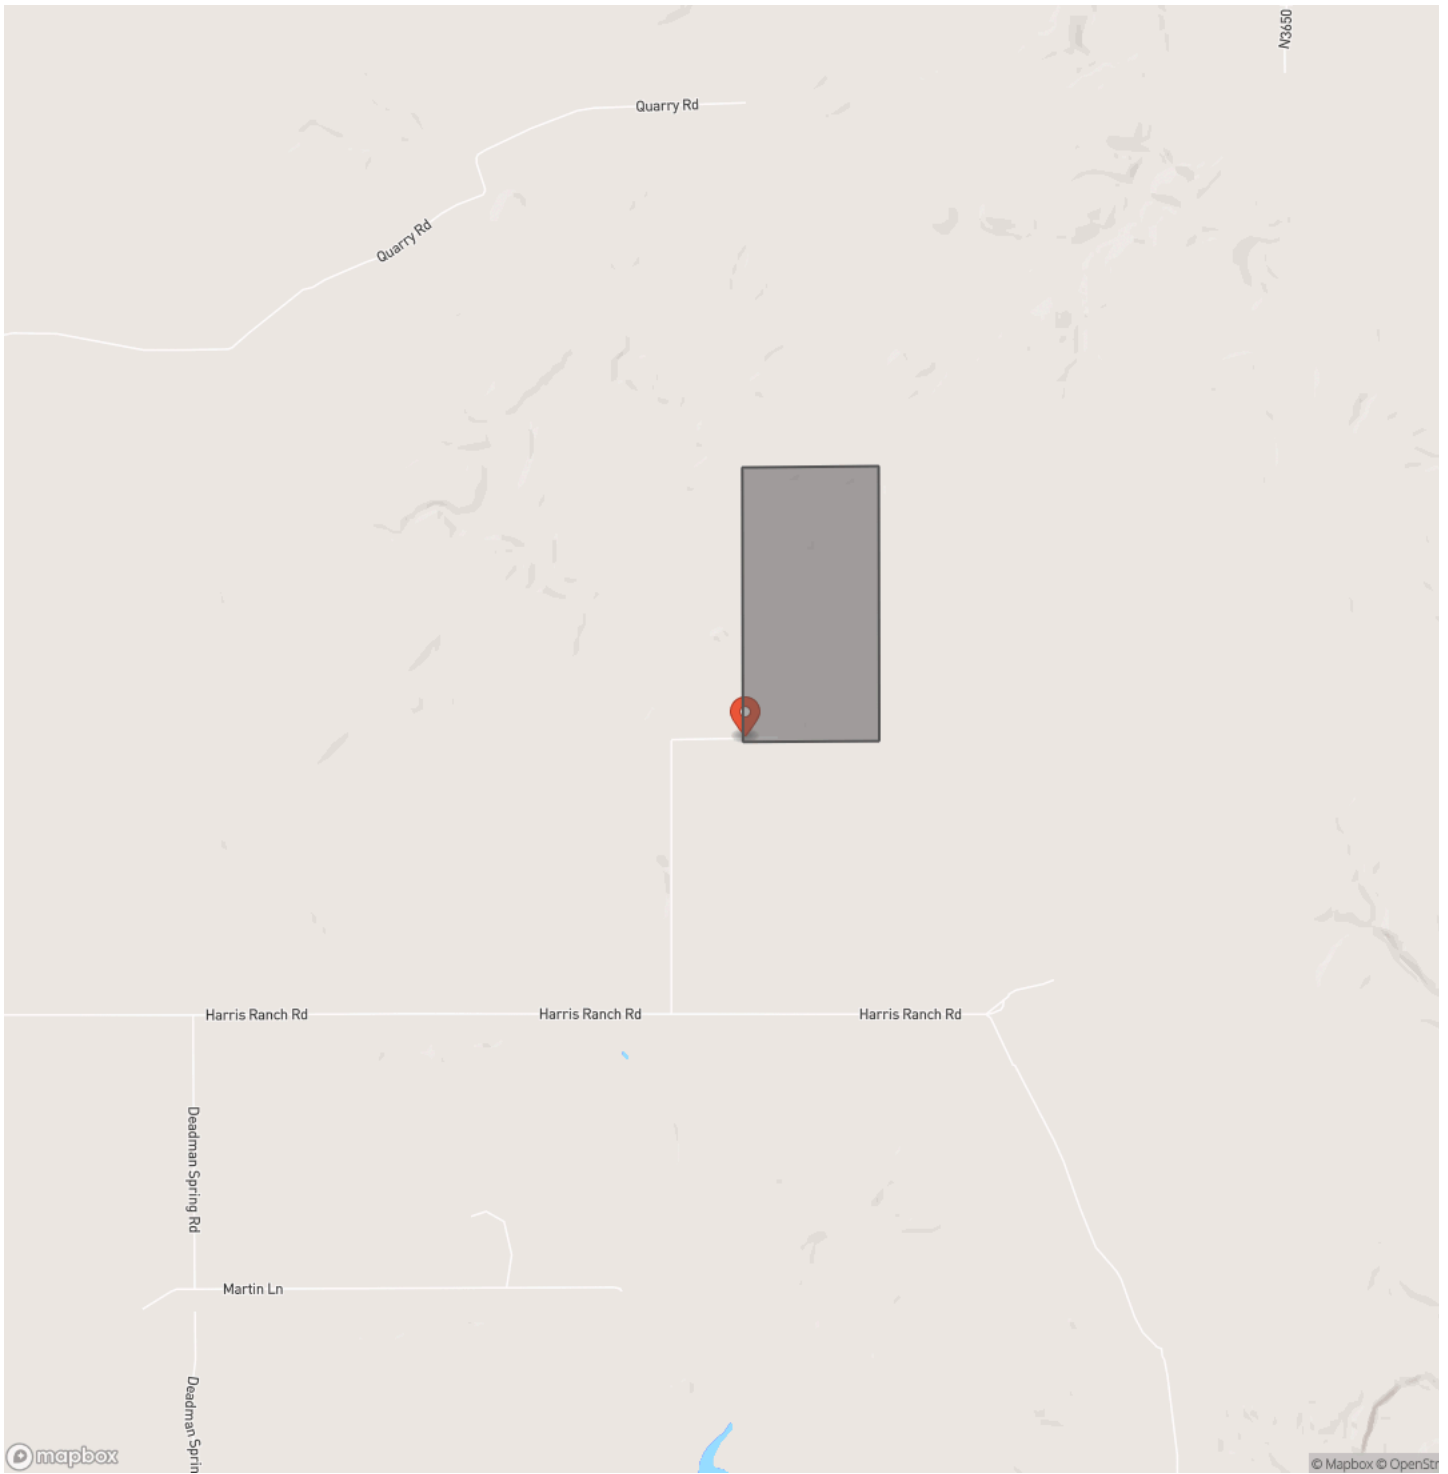 N3650
Quarry Rd
Quarry Rd
Harris Ranch Rd
Harris Ranch Rd
Harris Ranch Rd
Deadman Spring Rd
Martin Ln
Deadman Sprin
mapbox
© Mapbox © OpenStr